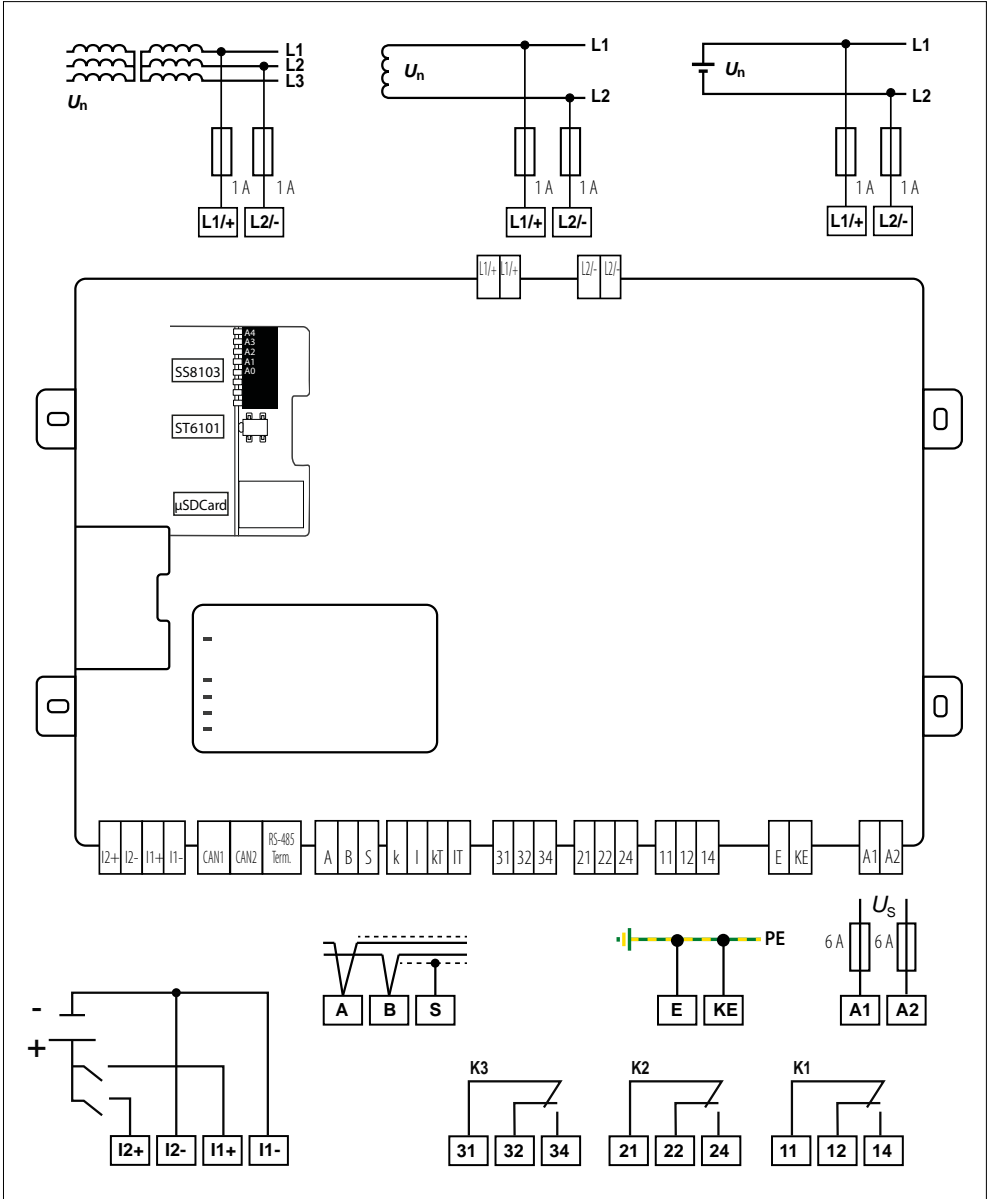 L1
L2
L3
Un
1 A 1 A
L1/+ L2/-
Un
L1
L2
1 A 1 A
L1/+ L2/-
Un
L1
L2
1 A 1 A
L1/+ L2/-
L1/+ L1/+ L2/- L2/-
A4
A3
A2
A1
A0
SS8103
ST6101
µSDCard
I2+ I2- I1+ I1- CAN1 CAN2 RS-485 Term. A B S k l kT lT 31 32 34 21 22 24 11 12 14 E KE A1 A2
A B S
PE
E KE
US
6 A 6 A
A1 A2
-
+
I2+ I2- I1+ I1-
K3
31 32 34
K2
21 22 24
K1
11 12 14